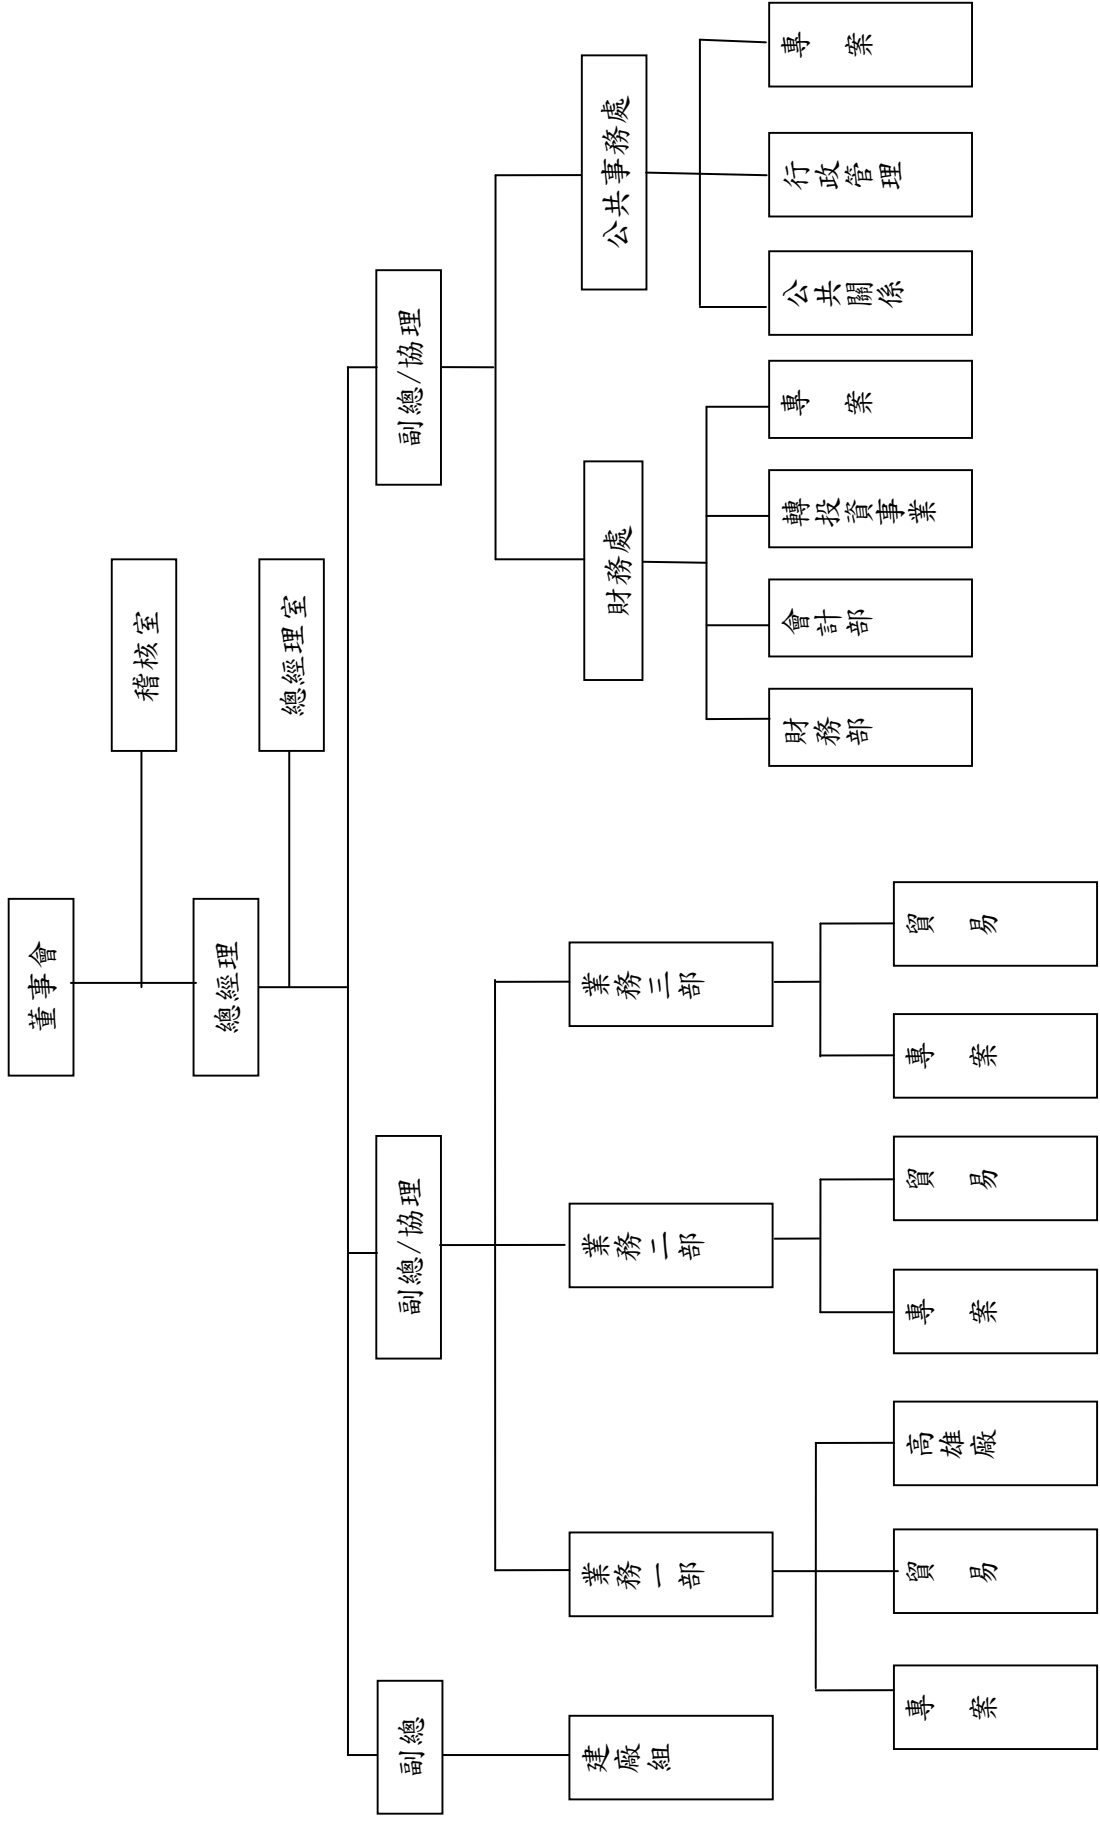 董事會
稽核室
總經理
總經理室
副總
副總/協理
副總/協理
建廠組
業務一部
業務二部
業務三部
財務處
公共事務處
專案
貿易
高雄廠
專案
貿易
專案
貿易
財務部
會計部
轉投資事業
專案
公共關係
行政管理
專案